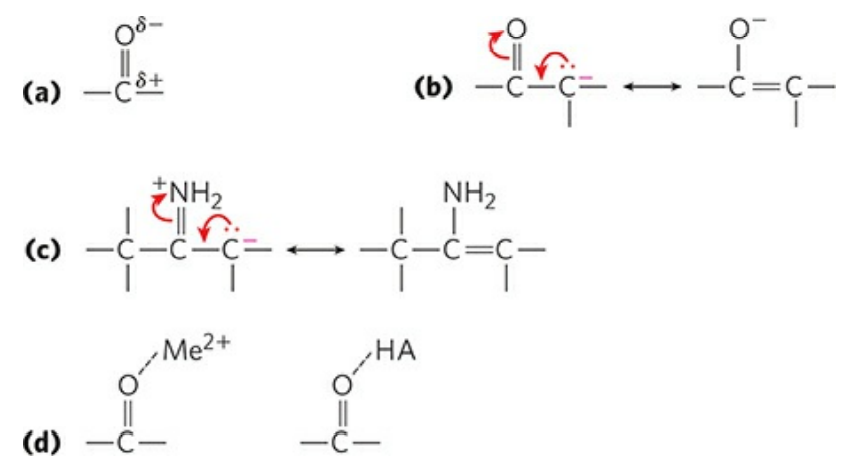 (a) O δ− C δ+
(b) O C C − O− C C
(c) +NH2 C C C − NH2 C C C
(d) O Me2+ C O HA C